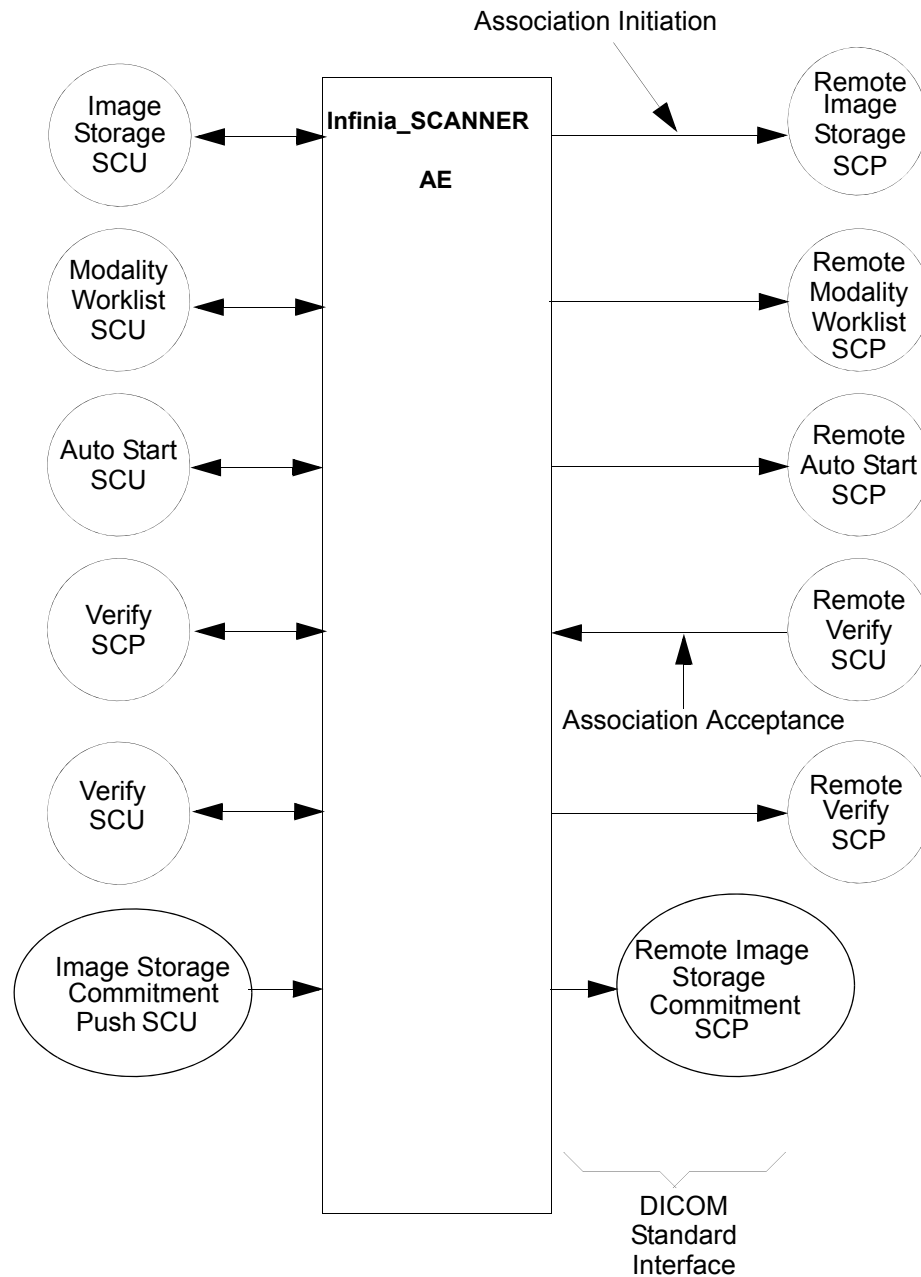 Association Initiation
Image
Storage
SCU
Infinia_SCANNER
AE
Remote
Image
Storage
SCP
Modality
Worklist
SCU
Remote
Modality
Worklist
SCP
Auto Start
SCU
Remote
Auto Start
SCP
Verify
SCP
Remote
Verify
SCU
Association Acceptance
Verify
SCU
Remote
Verify
SCP
Image Storage
Commitment
Push SCU
Remote Image
Storage
Commitment
SCP
DICOM
Standard
Interface